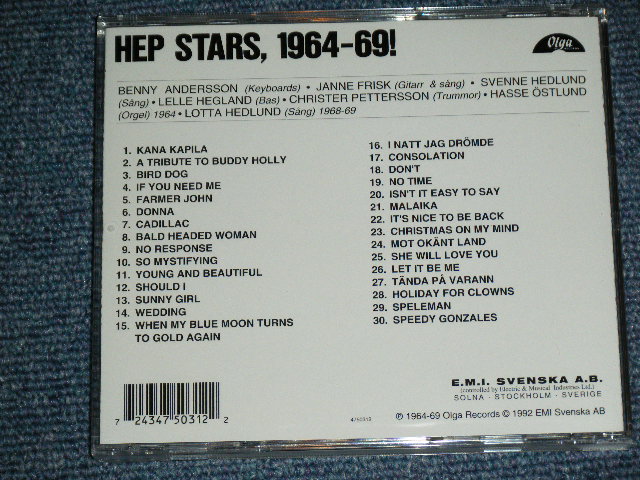 HEP STARS, 1964-69!
Olga
BENNY ANDERSSON (Keyboards) • JANNE FRISK (Gitarr & sång) • SVENNE HEDLUND
(Sång) • LELLE HEGLAND (Bas) • CHRISTER PETTERSSON (Trummor) • HASSE ÖSTLUND
(Orgel) 1964 • LOTTA HEDLUND (Sång) 1968-69
1. KANA KAPILA
2. A TRIBUTE TO BUDDY HOLLY
3. BIRD DOG
4. IF YOU NEED ME
5. FARMER JOHN
6. DONNA
7. CADILLAC
8. BALD HEADED WOMAN
9. NO RESPONSE
10. SO MYSTIFYING
11. YOUNG AND BEAUTIFUL
12. SHOULD I
13. SUNNY GIRL
14. WEDDING
15. WHEN MY BLUE MOON TURNS
TO GOLD AGAIN
16. I NATT JAG DRÖMDE
17. CONSOLATION
18. DON'T
19. NO TIME
20. ISN'T IT EASY TO SAY
21. MALAIKA
22. IT'S NICE TO BE BACK
23. CHRISTMAS ON MY MIND
24. MOT OKÄNT LAND
25. SHE WILL LOVE YOU
26. LET IT BE ME
27. TÄNDA PÅ VARANN
28. HOLIDAY FOR CLOWNS
29. SPELEMAN
30. SPEEDY GONZALES
E.M.I. SVENSKA A.B.
(controlled by Electric & Musical Industries Ltd.)
SOLNA · STOCKHOLM · SVERIGE
7 24347 50312 2
4750312
℗ 1964-69 Olga Records © 1992 EMI Svenska AB